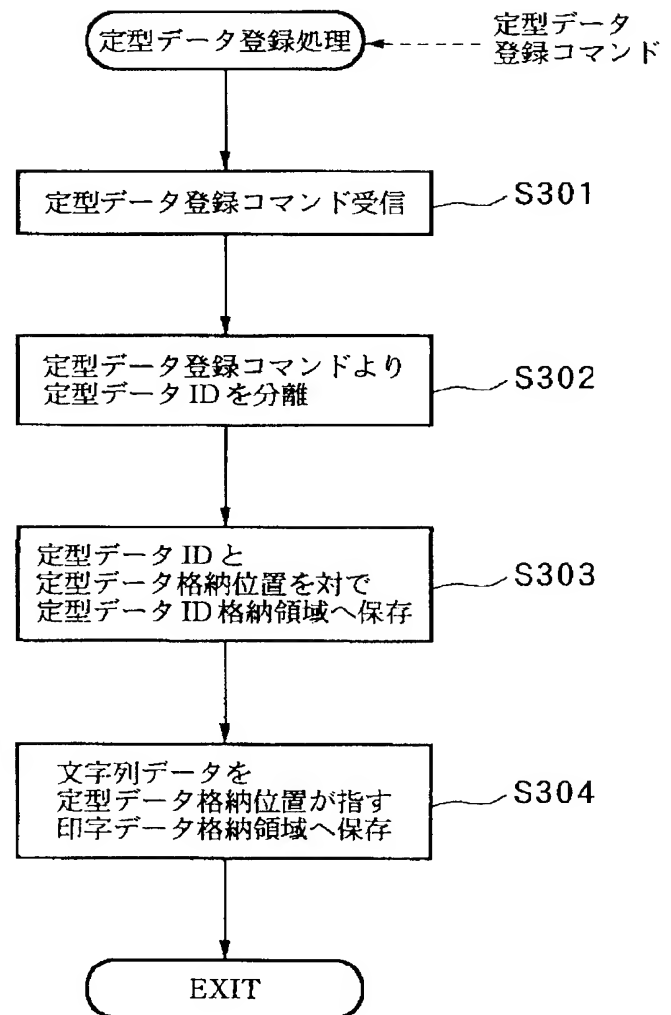 定型データ登録処理
定型データ
登録コマンド
定型データ登録コマンド受信
S301
定型データ登録コマンドより
定型データIDを分離
S302
定型データIDと
定型データ格納位置を対で
定型データID格納領域へ保存
S303
文字列データを
定型データ格納位置が指す
印字データ格納領域へ保存
S304
EXIT